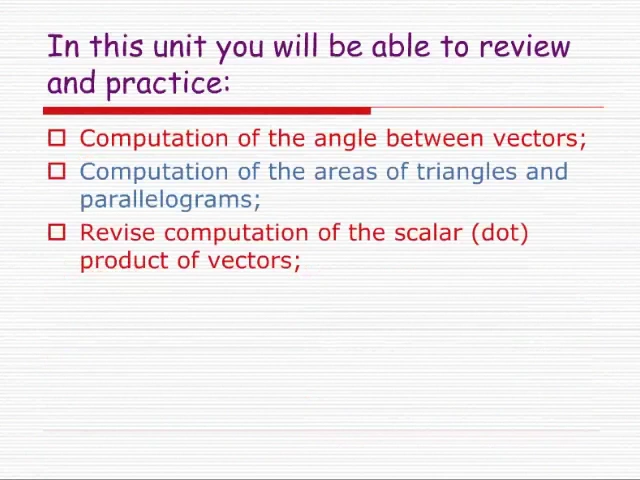 In this unit you will be able to review
and practice:
Computation of the angle between vectors;
Computation of the areas of triangles and
parallelograms;
Revise computation of the scalar (dot)
product of vectors;